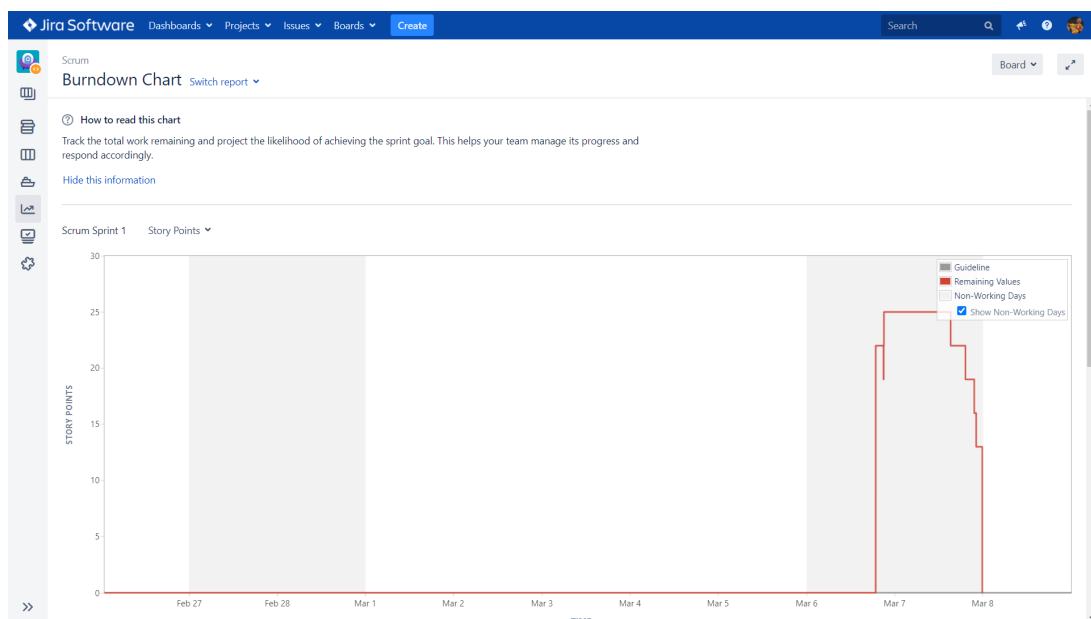 Jira Software Dashboards Projects Issues Boards Create Search
Scrum
Burndown Chart Switch report
Board
How to read this chart
Track the total work remaining and project the likelihood of achieving the sprint goal. This helps your team manage its progress and
respond accordingly.
Hide this information
Scrum Sprint 1 Story Points
Guideline
Remaining Values
Non-Working Days
Show Non-Working Days
STORY POINTS
30
25
20
15
10
5
0
Feb 27 Feb 28 Mar 1 Mar 2 Mar 3 Mar 4 Mar 5 Mar 6 Mar 7 Mar 8